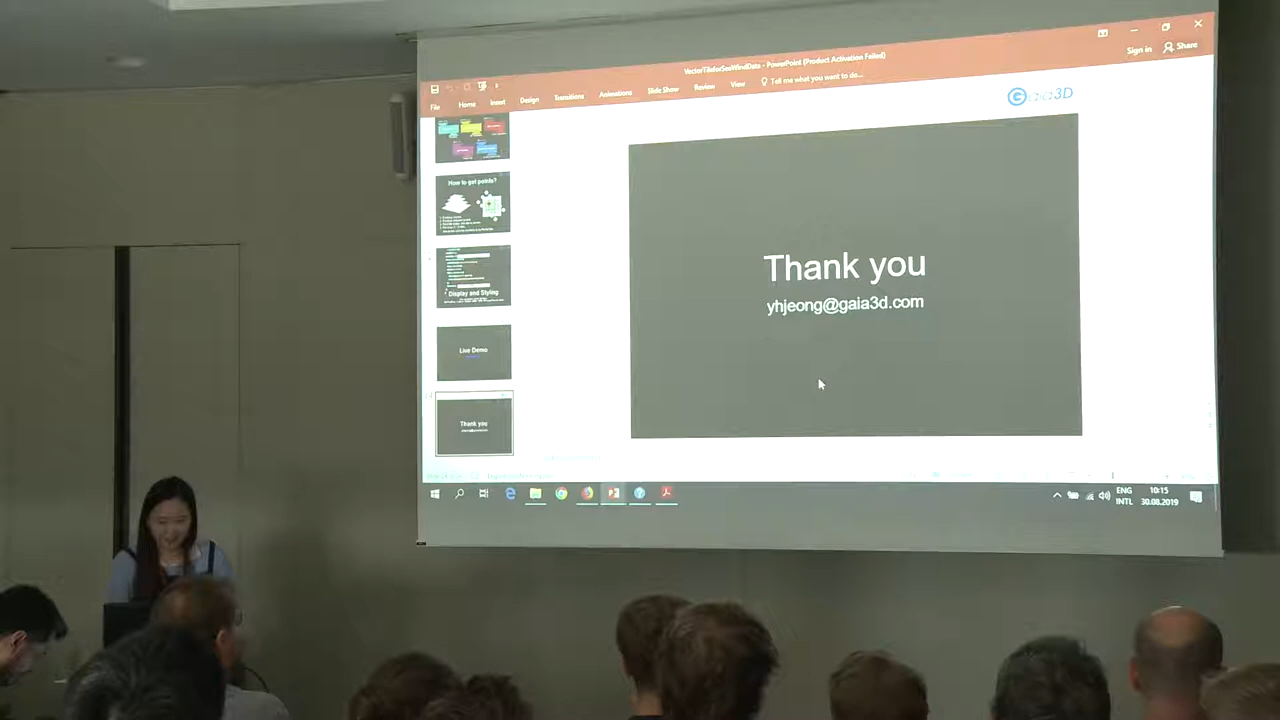 VectorTileforSeeWindData - PowerPoint (Product Activation Failed)
Sign in
Share
File
Home
Insert
Design
Transitions
Animations
Slide Show
Review
View
Tell me what you want to do...
Gaia3D
How to get points?
Display and Styling
Live Demo
Thank you
Thank you
yhjeong@gaia3d.com
ENG
INTL
10:15
30.08.2019